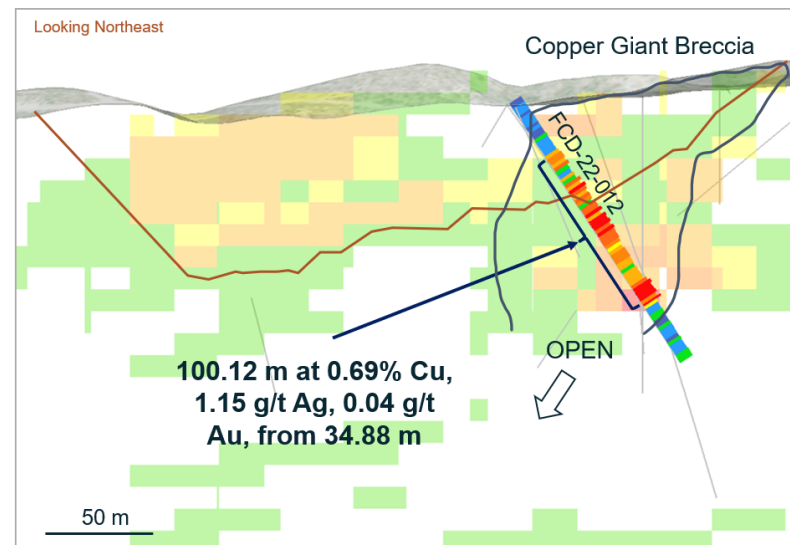 Looking Northeast
Copper Giant Breccia
FCD-22-012
OPEN
100.12 m at 0.69% Cu,
1.15 g/t Ag, 0.04 g/t
Au, from 34.88 m
50 m